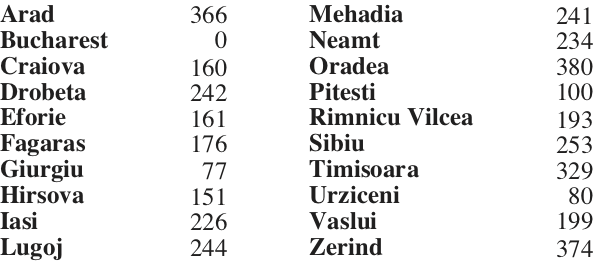 Arad 366 Mehadia 241
Bucharest 0 Neamt 234
Craiova 160 Oradea 380
Drobeta 242 Pitesti 100
Eforie 161 Rimnicu Vilcea 193
Fagaras 176 Sibiu 253
Giurgiu 77 Timisoara 329
Hirsova 151 Urziceni 80
Iasi 226 Vaslui 199
Lugoj 244 Zerind 374